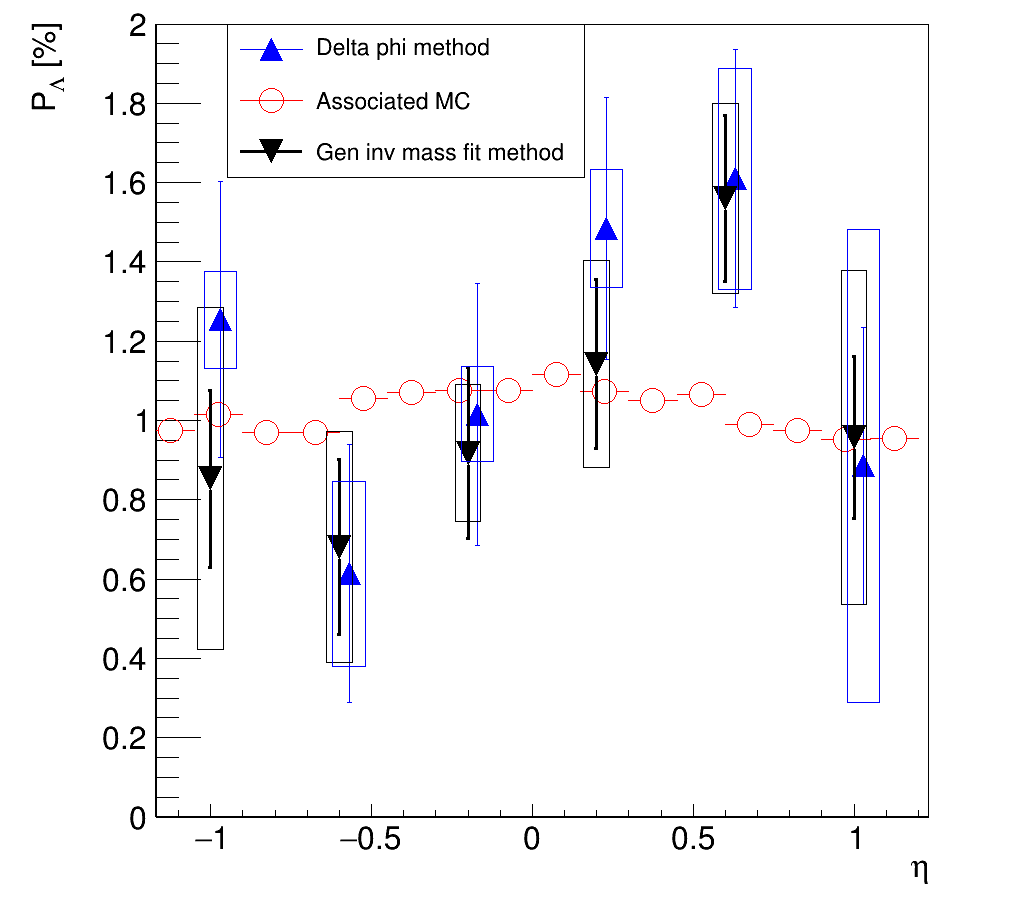 P_Λ [%]
2
1.8
1.6
1.4
1.2
1
0.8
0.6
0.4
0.2
0
Delta phi method
Associated MC
Gen inv mass fit method
−1 −0.5 0 0.5 1
η